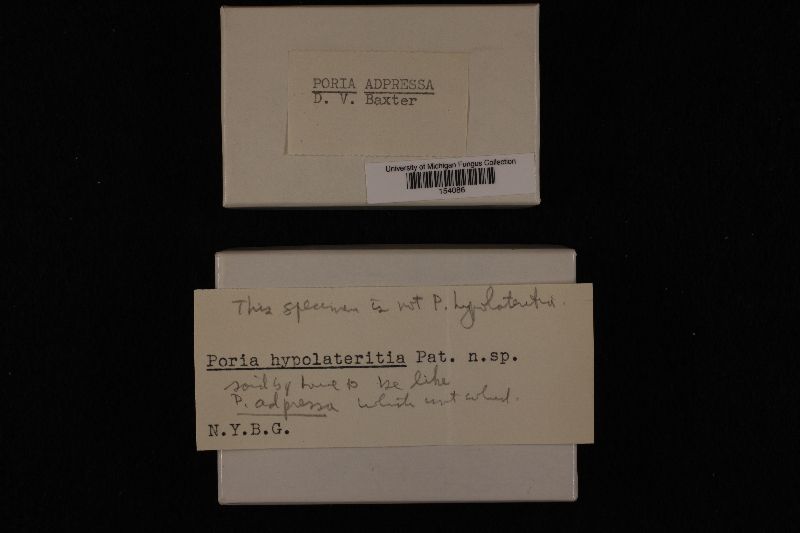 PORIA ADPRESSA
D. V. Baxter
University of Michigan Fungus Collection
154086
This specimen is not P. hypolateritia.
Poria hypolateritia Pat. n.sp.
said by to be like
P. adpressa which
N.Y.B.G.